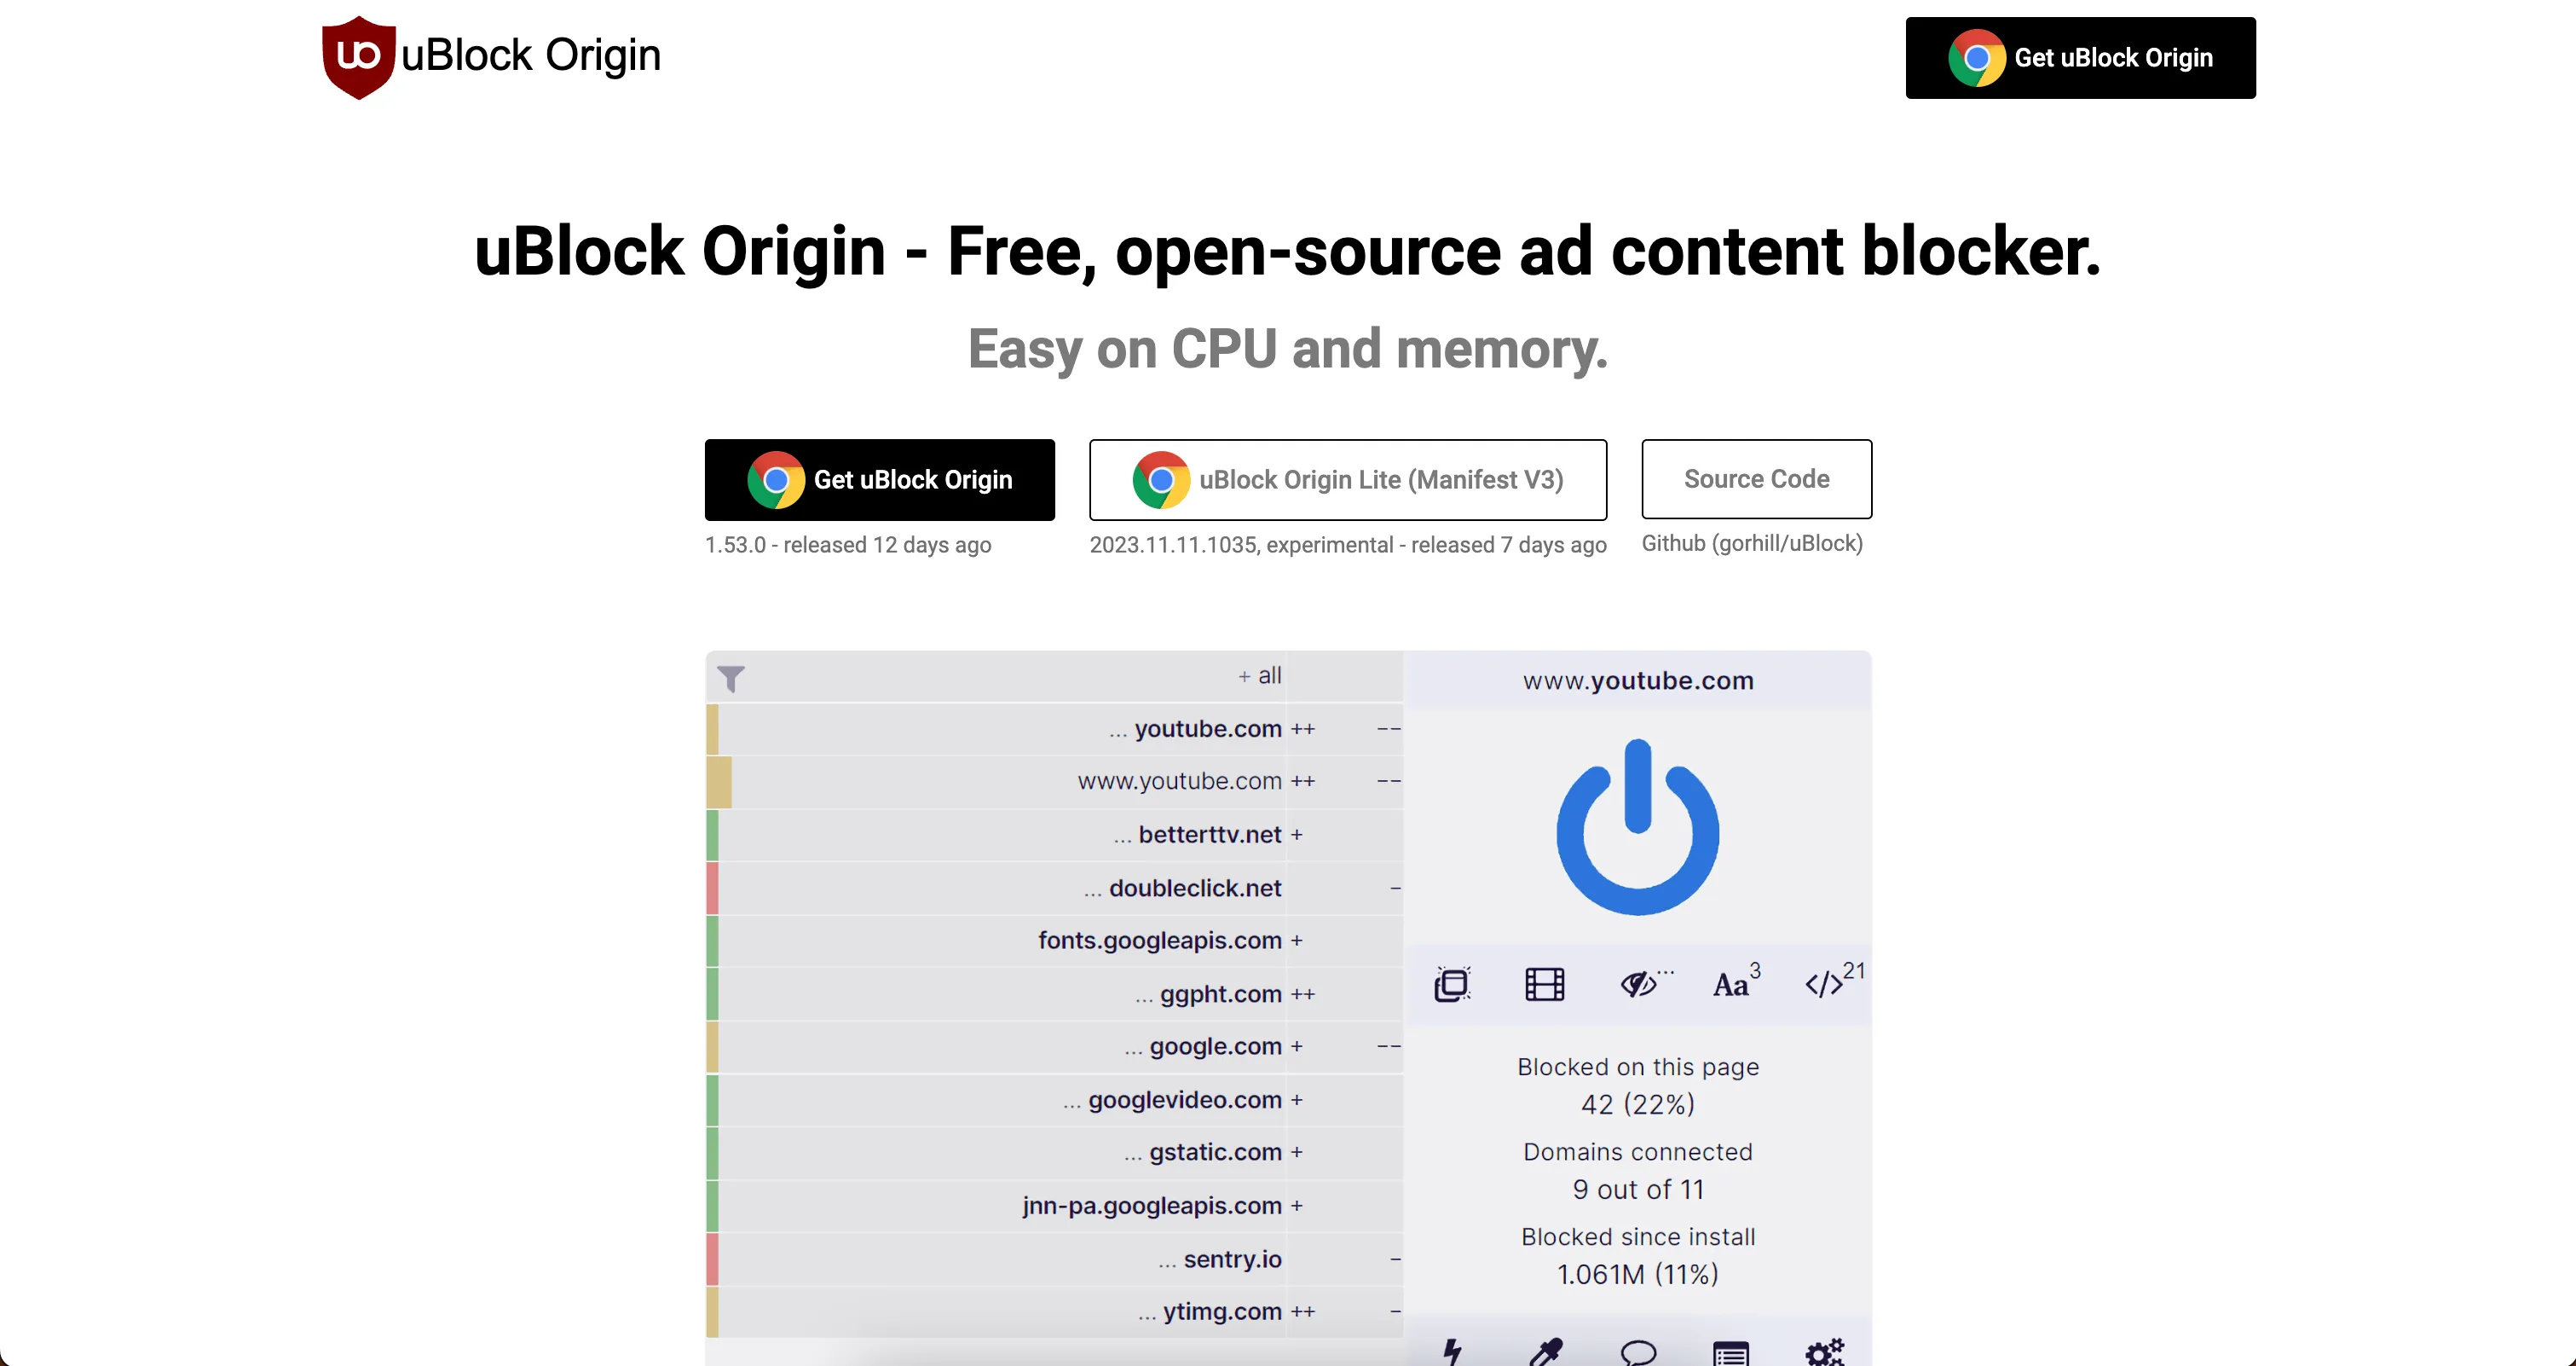 uo uBlock Origin
Get uBlock Origin
uBlock Origin - Free, open-source ad content blocker.
Easy on CPU and memory.
Get uBlock Origin
uBlock Origin Lite (Manifest V3)
Source Code
1.53.0 - released 12 days ago
2023.11.11.1035, experimental - released 7 days ago
Github (gorhill/uBlock)
+ all
... youtube.com ++ --
www.youtube.com ++ --
... betterttv.net +
... doubleclick.net -
fonts.googleapis.com +
... ggpht.com ++
... google.com + --
... googlevideo.com +
... gstatic.com +
jnn-pa.googleapis.com +
... sentry.io -
... ytimg.com ++ -
www.youtube.com
... Aa 3 </> 21
Blocked on this page
42 (22%)
Domains connected
9 out of 11
Blocked since install
1.061M (11%)